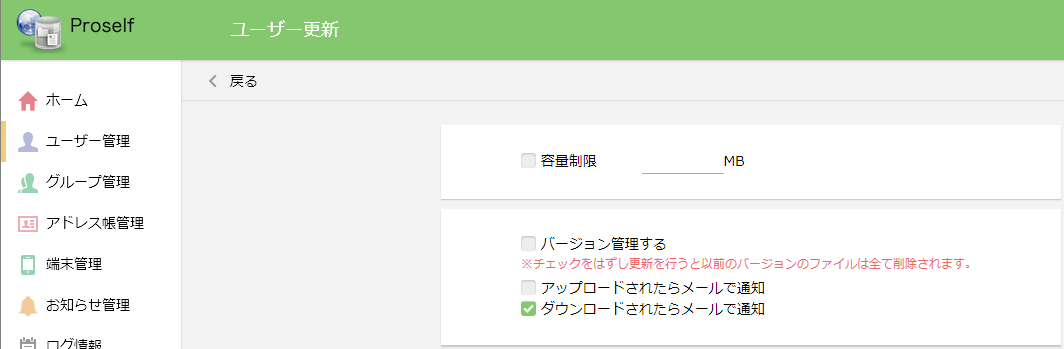 Proself
ユーザー更新
戻る
ホーム
ユーザー管理
グループ管理
アドレス帳管理
端末管理
お知らせ管理
ログ情報
容量制限 MB
バージョン管理する
※チェックをはずし更新を行うと以前のバージョンのファイルは全て削除されます。
アップロードされたらメールで通知
ダウンロードされたらメールで通知